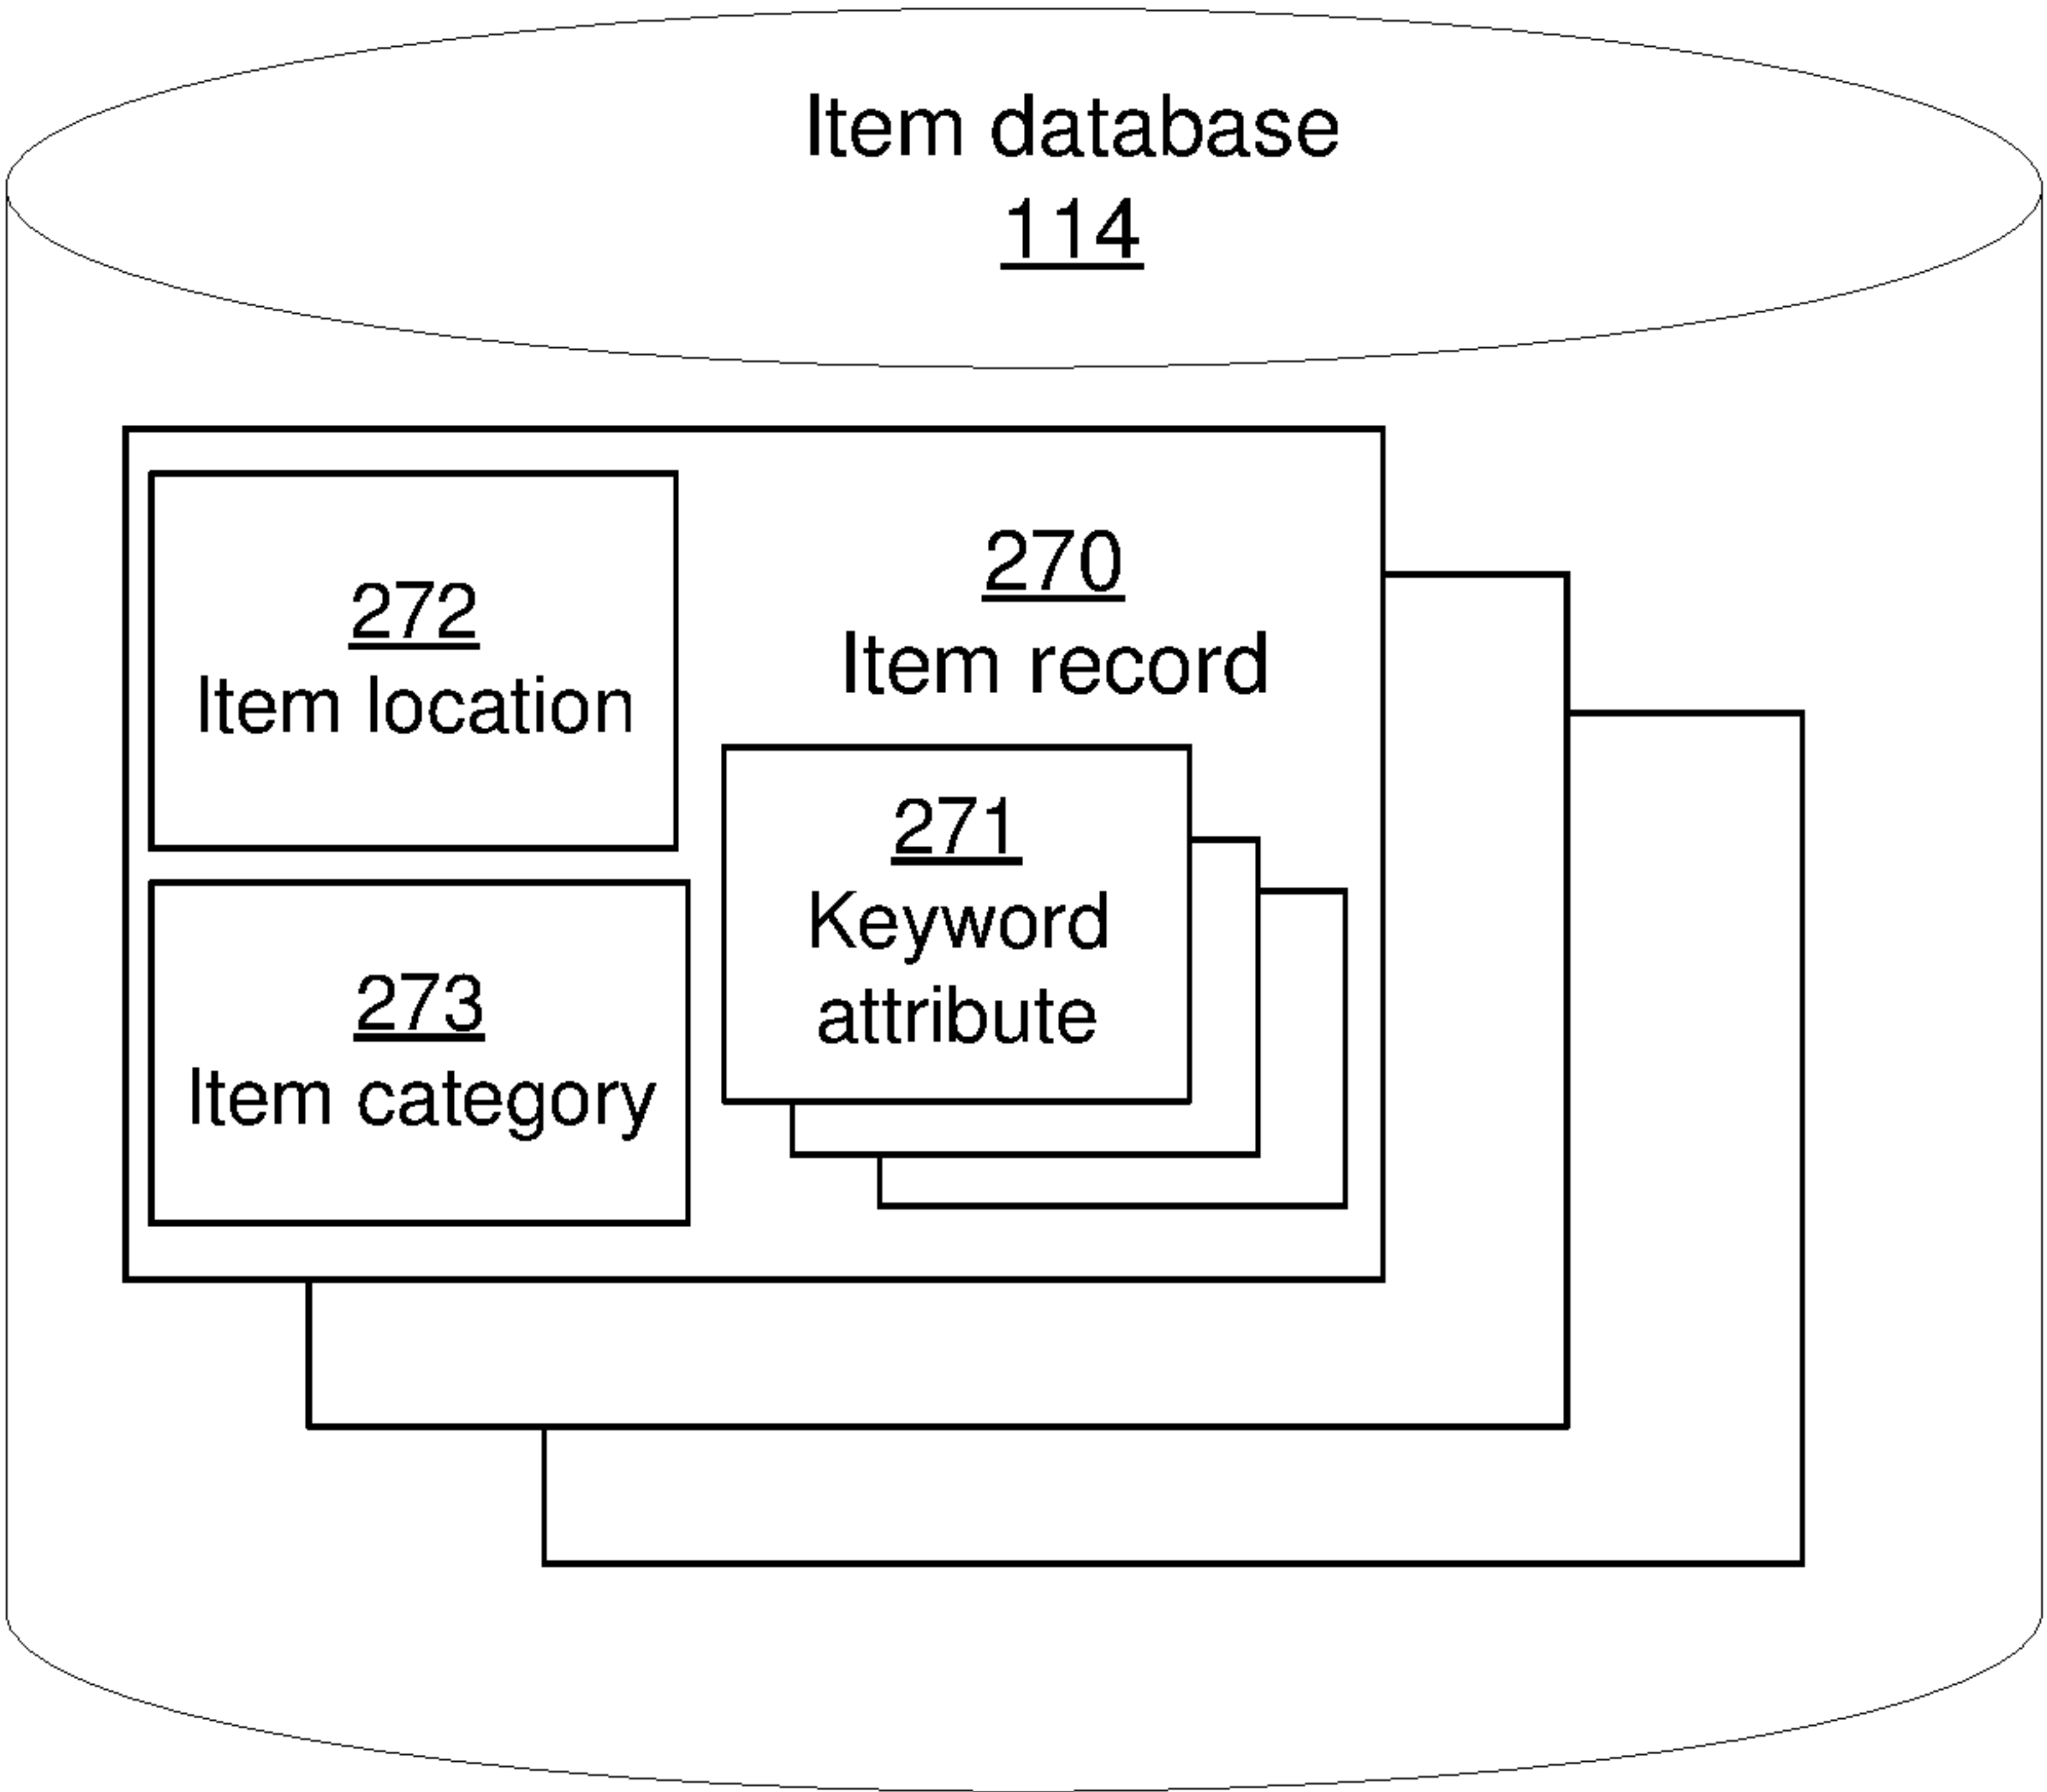 Item database
114
272
Item location
270
Item record
271
Keyword
attribute
273
Item category